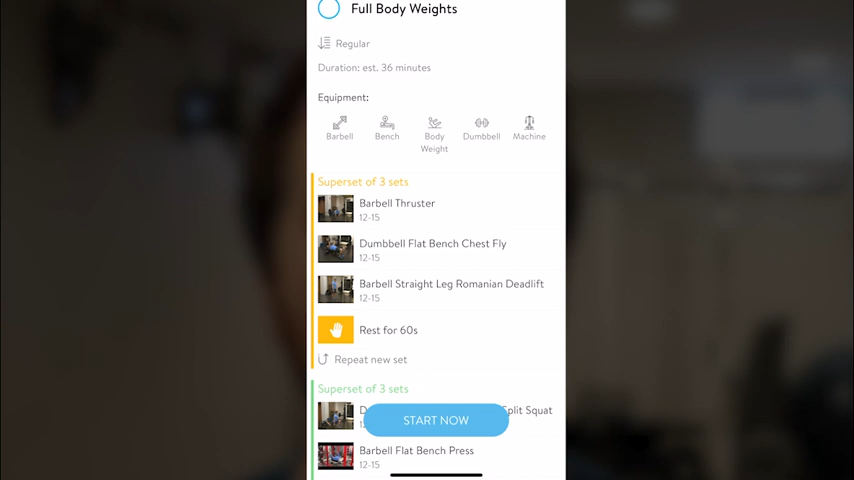 Full Body Weights
Regular
Duration: est. 36 minutes
Equipment:
Barbell
Bench
Body Weight
Dumbbell
Machine
Superset of 3 sets
Barbell Thruster
12-15
Dumbbell Flat Bench Chest Fly
12-15
Barbell Straight Leg Romanian Deadlift
12-15
Rest for 60s
Repeat new set
Superset of 3 sets
Split Squat
START NOW
Barbell Flat Bench Press
12-15